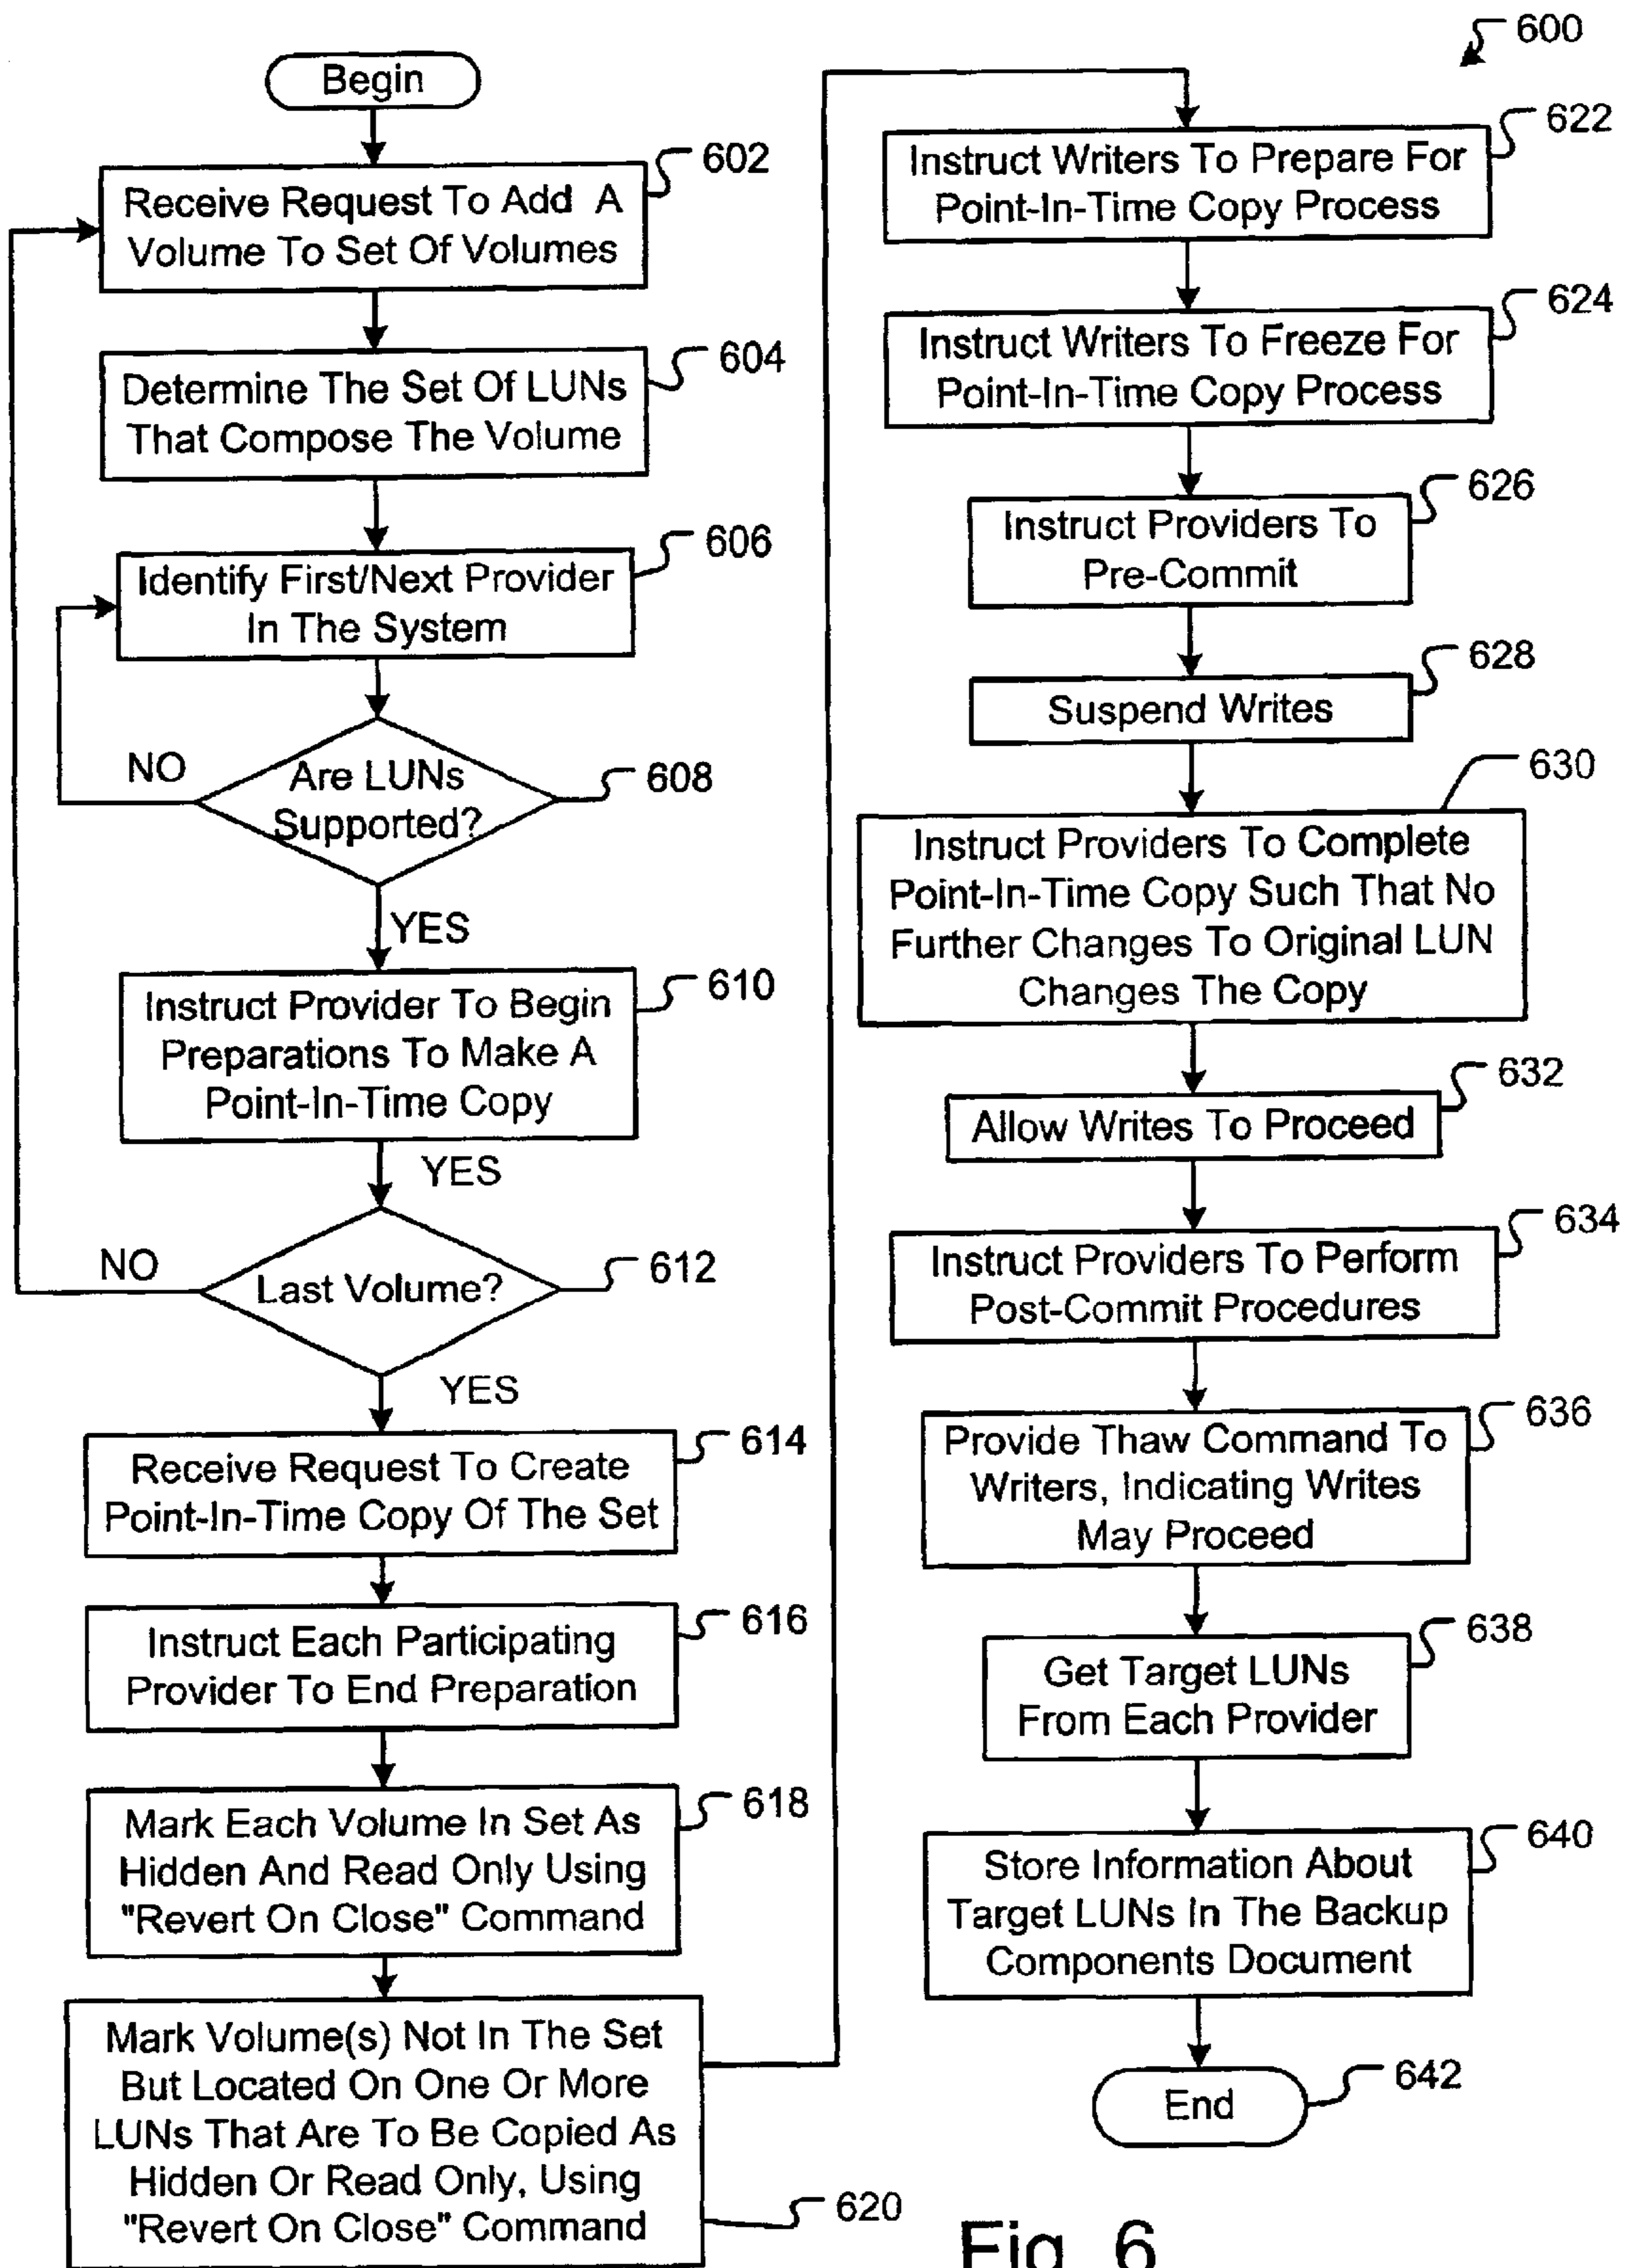 600
Begin
602
Receive Request To Add A
Volume To Set Of Volumes
604
Determine The Set Of LUNs
That Compose The Volume
606
Identify First/Next Provider
In The System
NO
Are LUNs
Supported?
608
YES
610
Instruct Provider To Begin
Preparations To Make A
Point-In-Time Copy
YES
NO
Last Volume?
612
YES
614
Receive Request To Create
Point-In-Time Copy Of The Set
616
Instruct Each Participating
Provider To End Preparation
618
Mark Each Volume In Set As
Hidden And Read Only Using
"Revert On Close" Command
Mark Volume(s) Not In The Set
But Located On One Or More
LUNs That Are To Be Copied As
Hidden Or Read Only, Using
"Revert On Close" Command
620
622
Instruct Writers To Prepare For
Point-In-Time Copy Process
624
Instruct Writers To Freeze For
Point-In-Time Copy Process
626
Instruct Providers To
Pre-Commit
628
Suspend Writes
630
Instruct Providers To Complete
Point-In-Time Copy Such That No
Further Changes To Original LUN
Changes The Copy
632
Allow Writes To Proceed
634
Instruct Providers To Perform
Post-Commit Procedures
636
Provide Thaw Command To
Writers, Indicating Writes
May Proceed
638
Get Target LUNs
From Each Provider
640
Store Information About
Target LUNs In The Backup
Components Document
642
End
Fig. 6